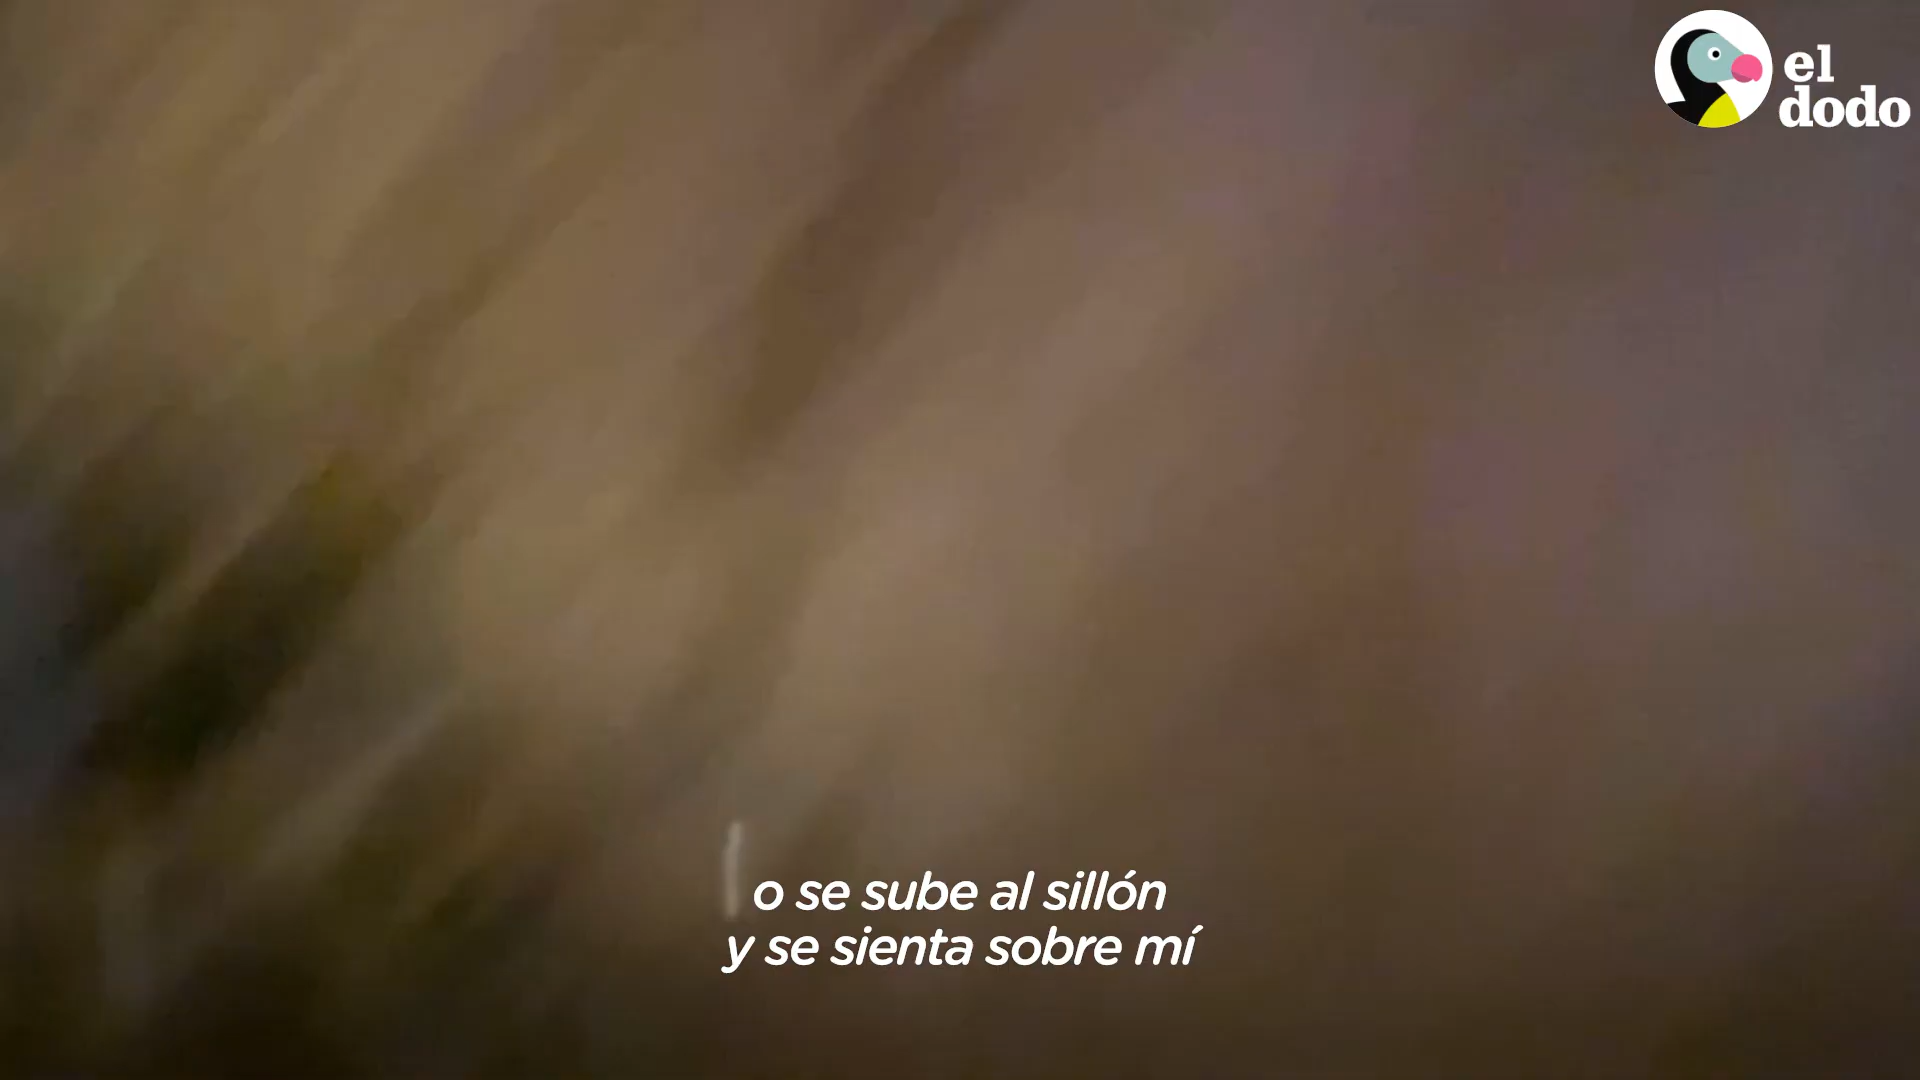 el
dodo
o se sube al sillón
y se sienta sobre mí